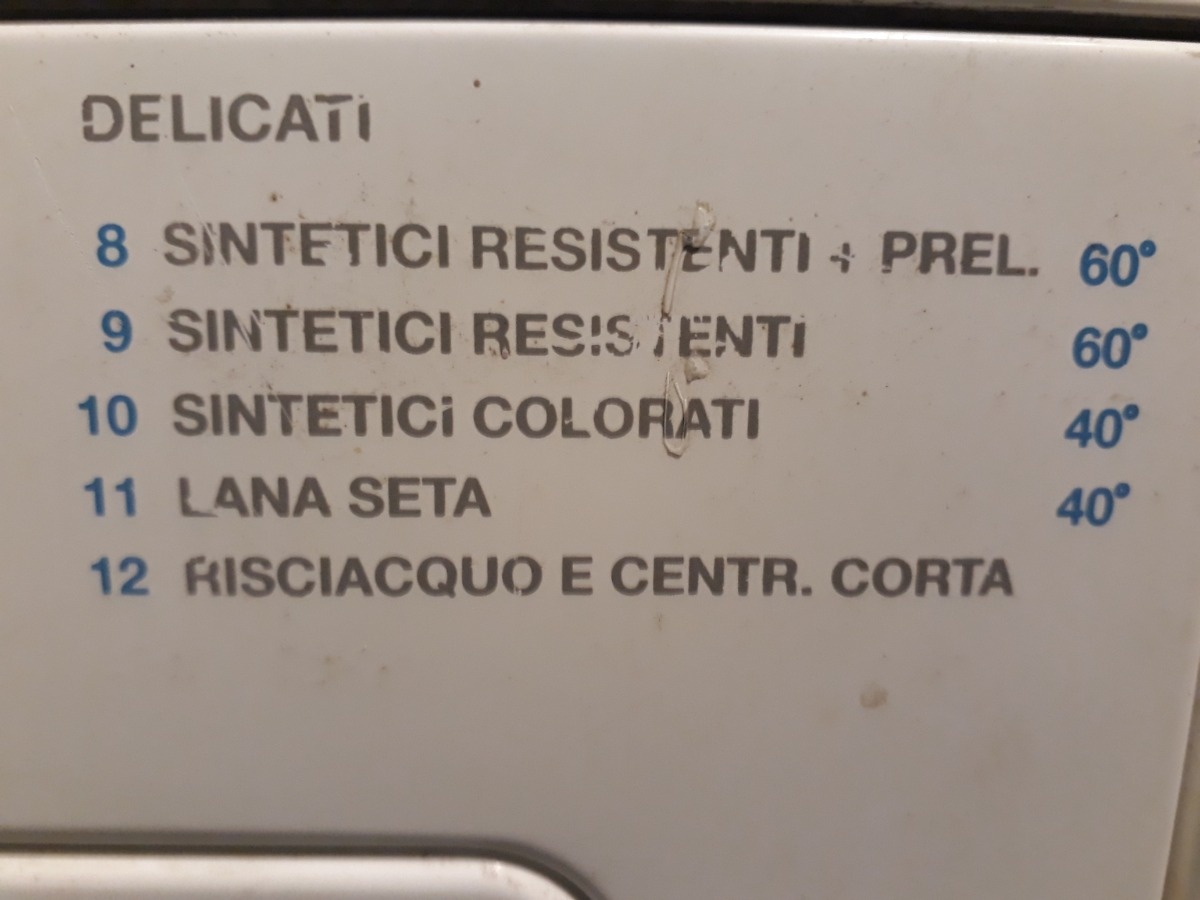 DELICATI
8 SINTETICI RESISTENTI + PREL. 60°
9 SINTETICI RESISTENTI 60°
10 SINTETICI COLORATI 40°
11 LANA SETA 40°
12 RISCIACQUO E CENTR. CORTA